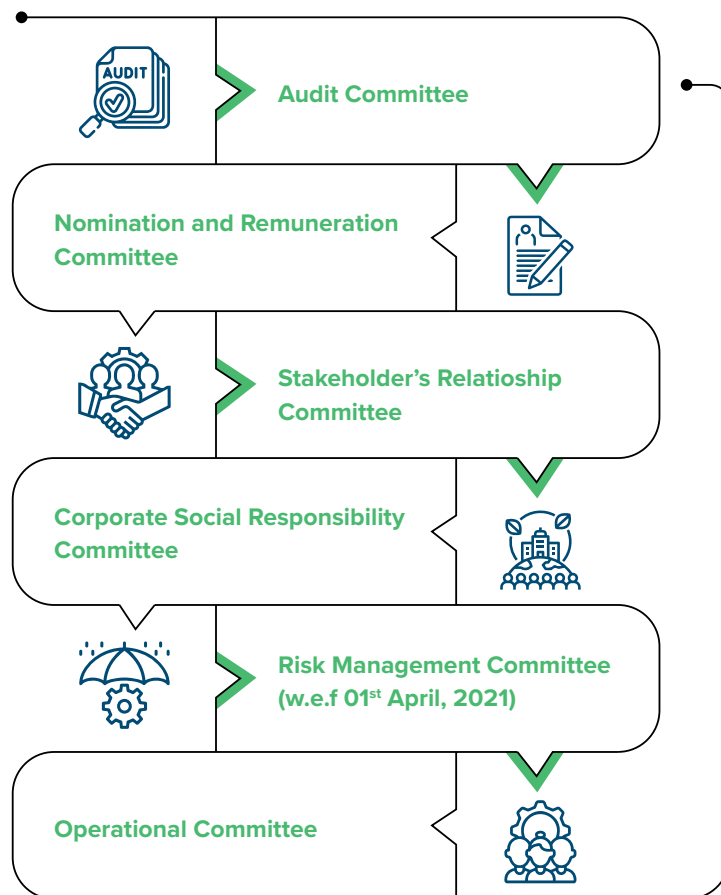 AUDIT
Audit Committee
Nomination and Remuneration
Committee
Stakeholder's Relatioship
Committee
Corporate Social Responsibility
Committee
Risk Management Committee
(w.e.f 01st April, 2021)
Operational Committee